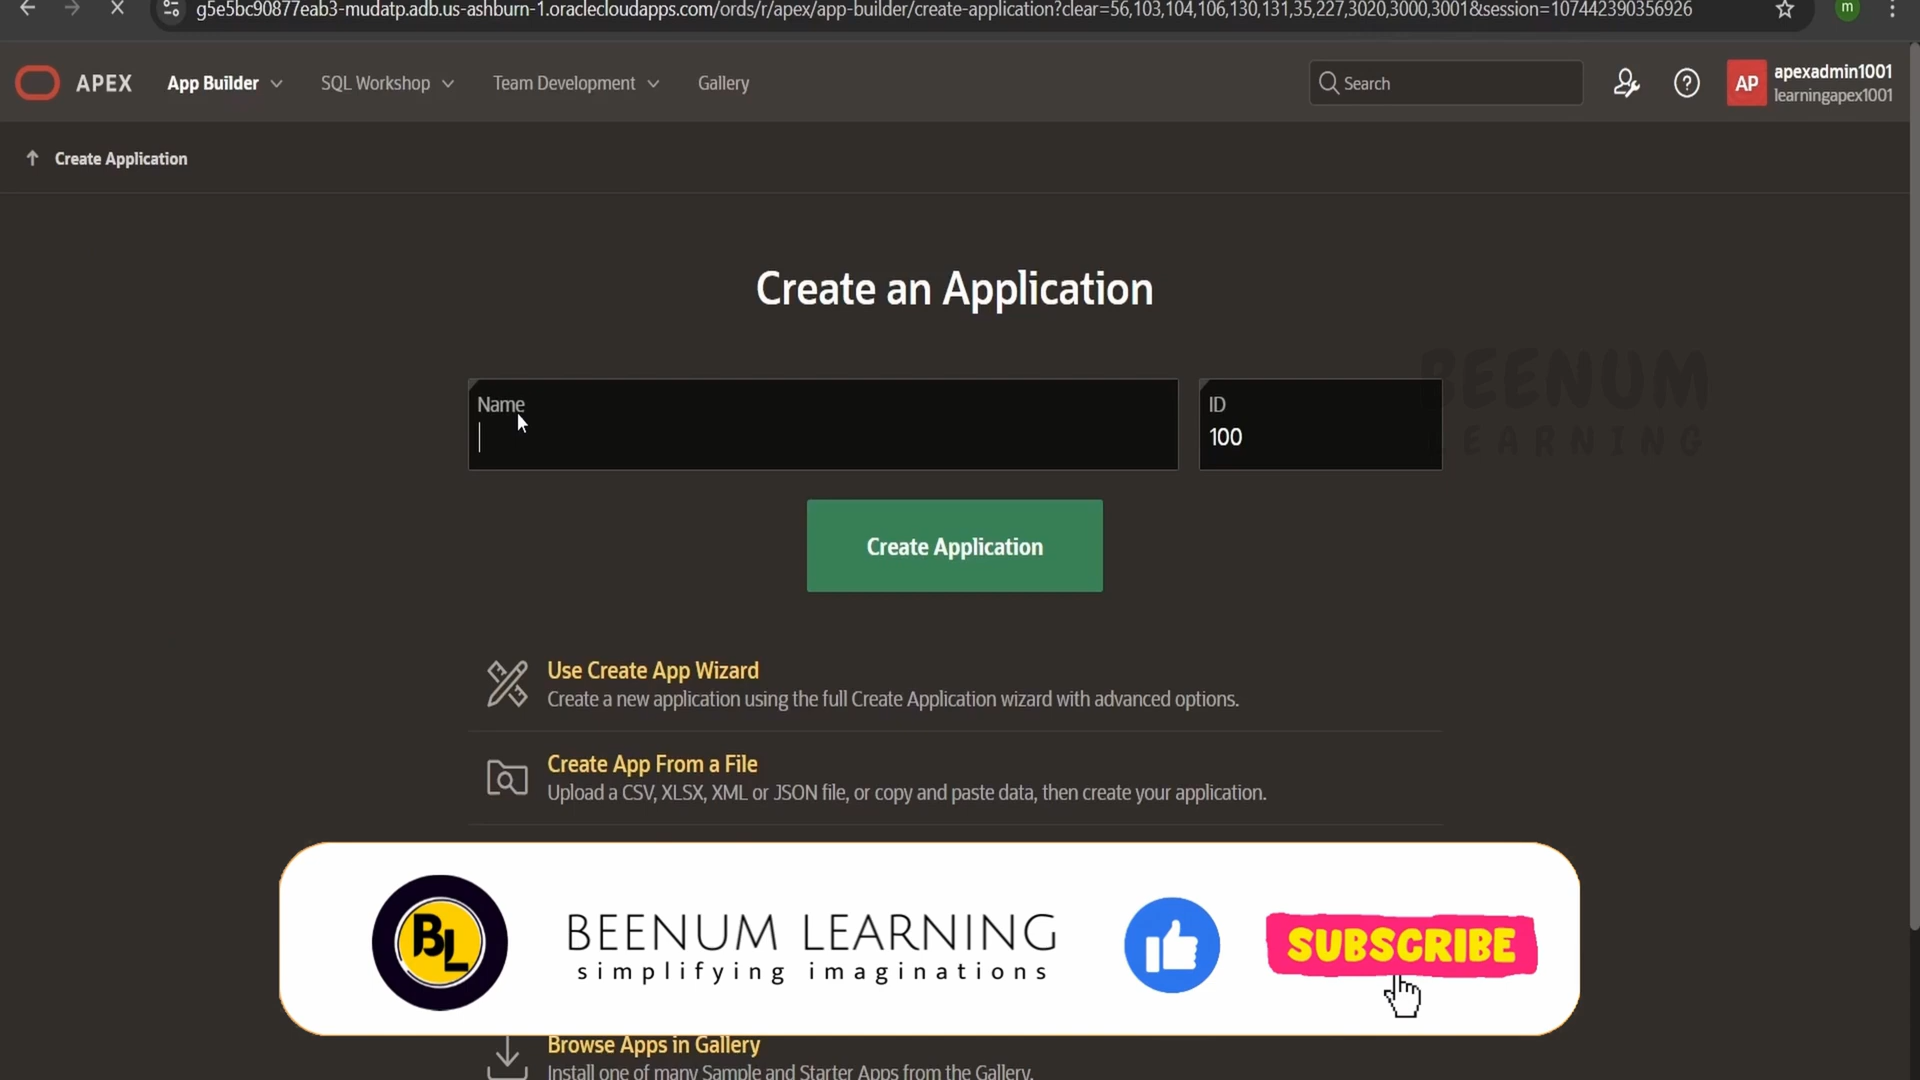 g5e5bc90877eab3-mudatp.adb.us-ashburn-1.oraclecloudapps.com/ords/r/apex/app-builder/create-application?clear=56,103,104,106,130,131,35,227,3020,3000,3001&session=107442390356926
m
APEX
App Builder
SQL Workshop
Team Development
Gallery
Search
AP
apexadmin1001
learningapex1001
Create Application
Create an Application
BEENUM
LEARNING
Name
ID
100
Create Application
Use Create App Wizard
Create a new application using the full Create Application wizard with advanced options.
Create App From a File
Upload a CSV, XLSX, XML or JSON file, or copy and paste data, then create your application.
BL
BEENUM LEARNING
simplifying imaginations
SUBSCRIBE
Browse Apps in Gallery
Install one of many Sample and Starter Apps from the Gallery.